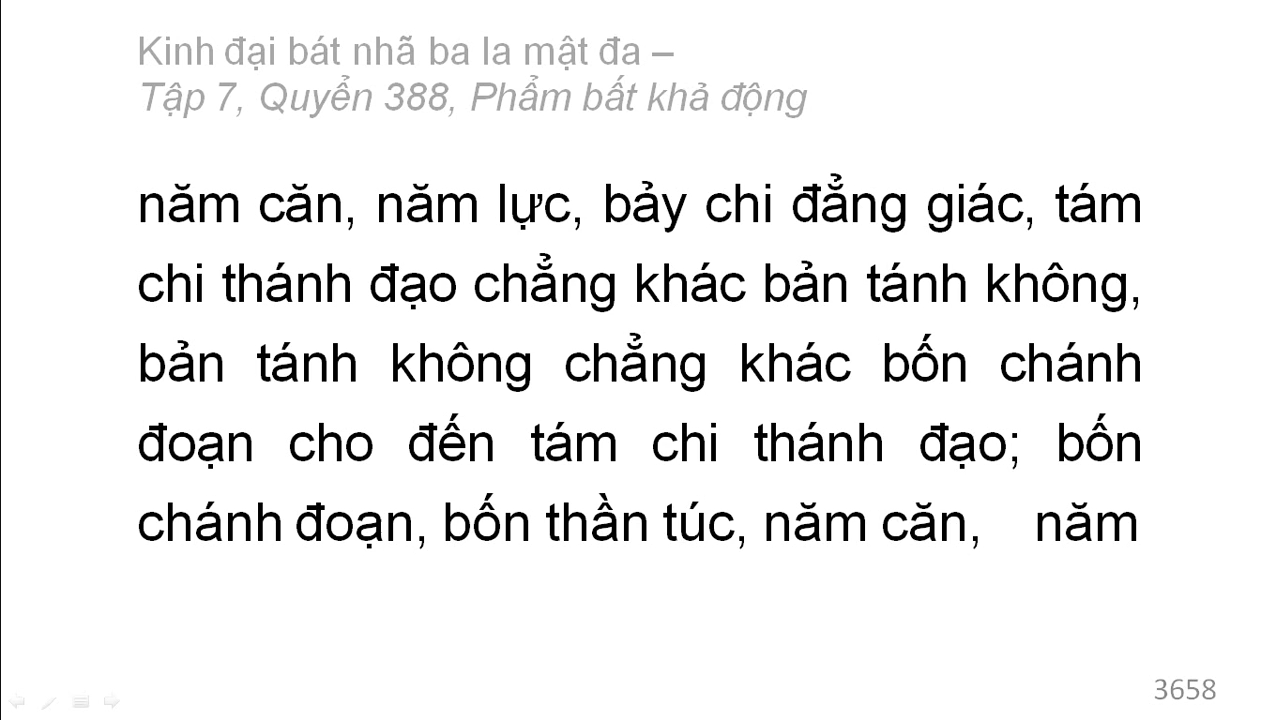 Kinh đại bát nhã ba la mật đa –
Tập 7, Quyển 388, Phẩm bất khả động
năm căn, năm lực, bảy chi đẳng giác, tám
chi thánh đạo chẳng khác bản tánh không,
bản tánh không chẳng khác bốn chánh
đoạn cho đến tám chi thánh đạo; bốn
chánh đoạn, bốn thần túc, năm căn, năm
3658